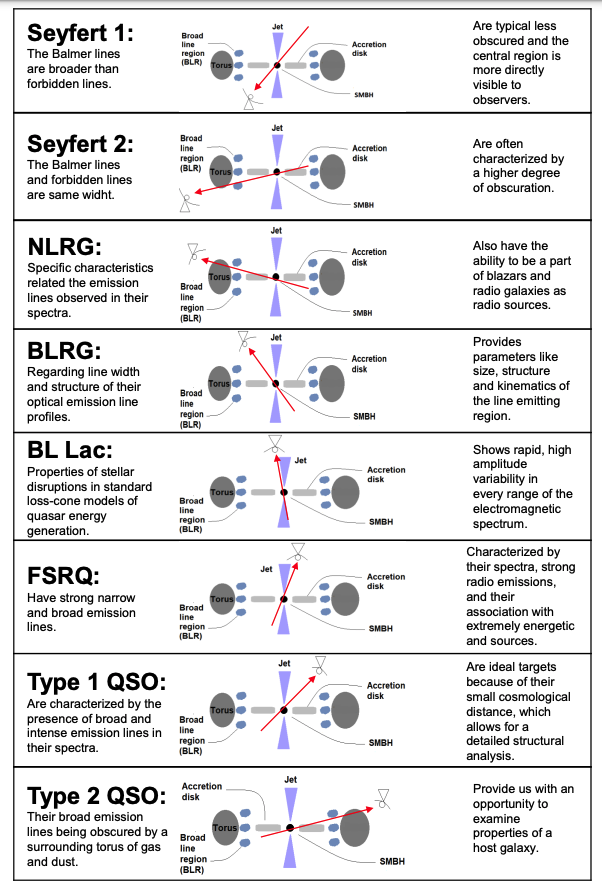 Seyfert 1:
The Balmer lines
are broader than
forbidden lines.
Broad
line
region
(BLR)
Jet
Torus
Accretion
disk
SMBH
Are typical less
obscured and the
central region is
more directly
visible to
observers.
Seyfert 2:
The Balmer lines
and forbidden lines
are same widht.
Broad
line
region
(BLR)
Jet
Torus
Accretion
disk
SMBH
Are often
characterized by
a higher degree
of obscuration.
NLRG:
Specific characteristics
related the emission
lines observed in their
spectra.
Jet
Torus
Broad
line
region
(BLR)
Accretion
disk
SMBH
Also have the
ability to be a part
of blazars and
radio galaxies as
radio sources.
BLRG:
Regarding line width
and structure of their
optical emission line
profiles.
Jet
Torus
Broad
line
region
(BLR)
Accretion
disk
SMBH
Provides
parameters like
size, structure
and kinematics of
the line emitting
region.
BL Lac:
Properties of stellar
disruptions in standard
loss-cone models of
quasar energy
generation.
Jet
Torus
Broad
line
region
(BLR)
Accretion
disk
SMBH
Shows rapid, high
amplitude
variability in
every range of the
electromagnetic
spectrum.
FSRQ:
Have strong narrow
and broad emission
lines.
Jet
Torus
Broad
line
region
(BLR)
Accretion
disk
SMBH
Characterized by
their spectra, strong
radio emissions,
and their
association with
extremely energetic
and sources.
Type 1 QSO:
Are characterized by the
presence of broad and
intense emission lines in
their spectra.
Jet
Torus
Broad
line
region
(BLR)
Accretion
disk
SMBH
Are ideal targets
because of their
small cosmological
distance, which
allows for a
detailed structural
analysis.
Type 2 QSO:
Their broad emission
lines being obscured by a
surrounding torus of gas
and dust.
Accretion
disk
Jet
Torus
Broad
line
region
(BLR)
SMBH
Provide us with an
opportunity to
examine
properties of a
host galaxy.